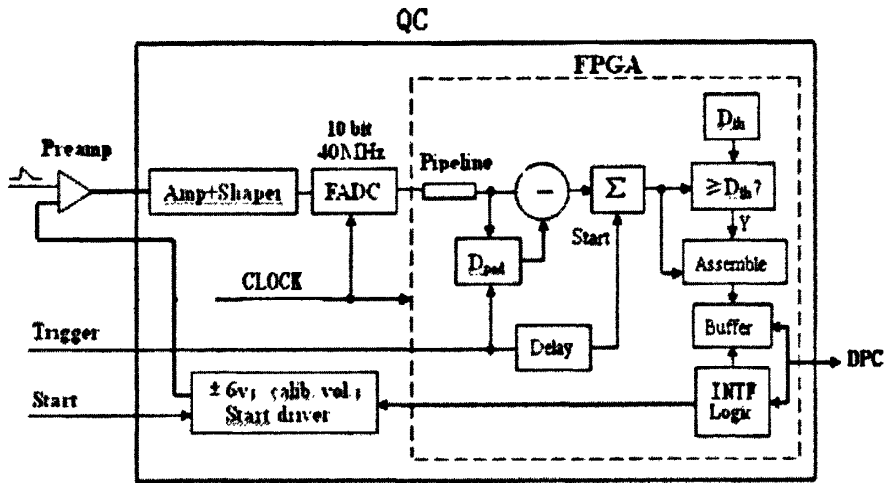 QC
FPGA
D_th
10 bit
40MHz
Preamp
Pipeline
Amp+Shaper
FADC
−
Σ
≥D_th?
Start
Y
D_ped
Assemble
CLOCK
Buffer
Trigger
Delay
DPC
± 6v; calib. vol.;
Start driver
Start
INTF
Logic